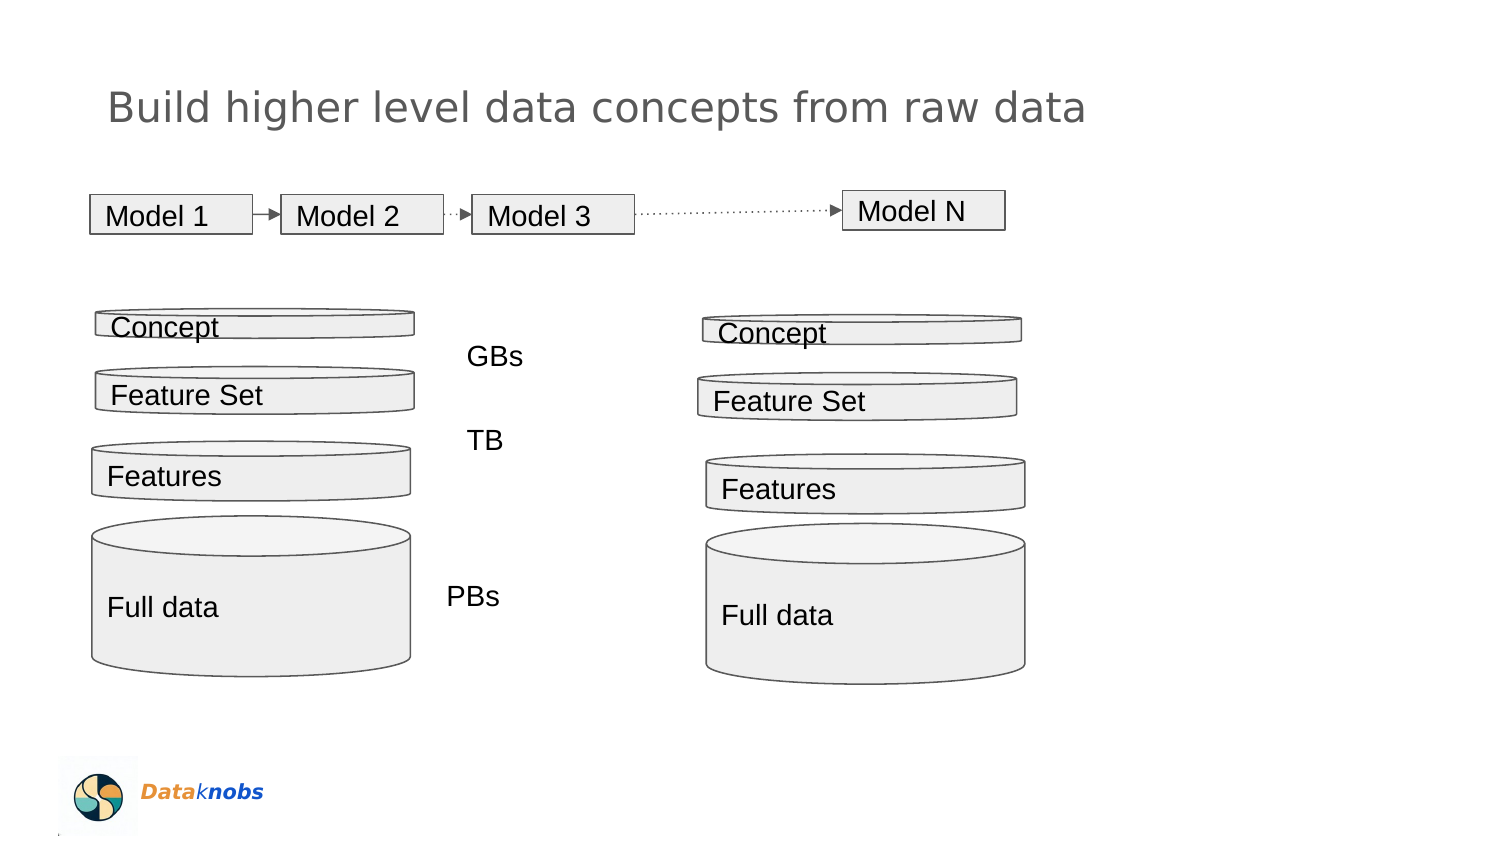 Build higher level data concepts from raw data
Model 1
Model 2
Model 3
Model N
Concept
Feature Set
Features
Full data
GBs
TB
PBs
Concept
Feature Set
Features
Full data
Dataknobs